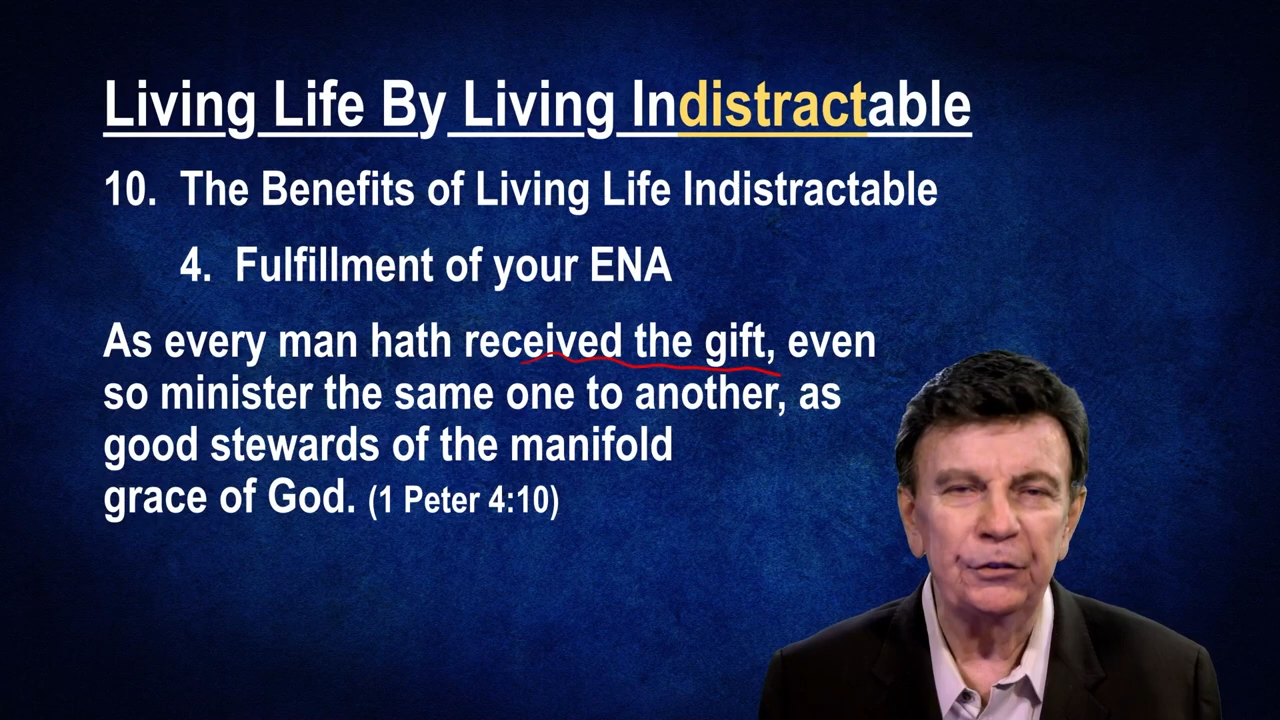 Living Life By Living Indistractable
10. The Benefits of Living Life Indistractable
4. Fulfillment of your ENA
As every man hath received the gift, even
so minister the same one to another, as
good stewards of the manifold
grace of God. (1 Peter 4:10)